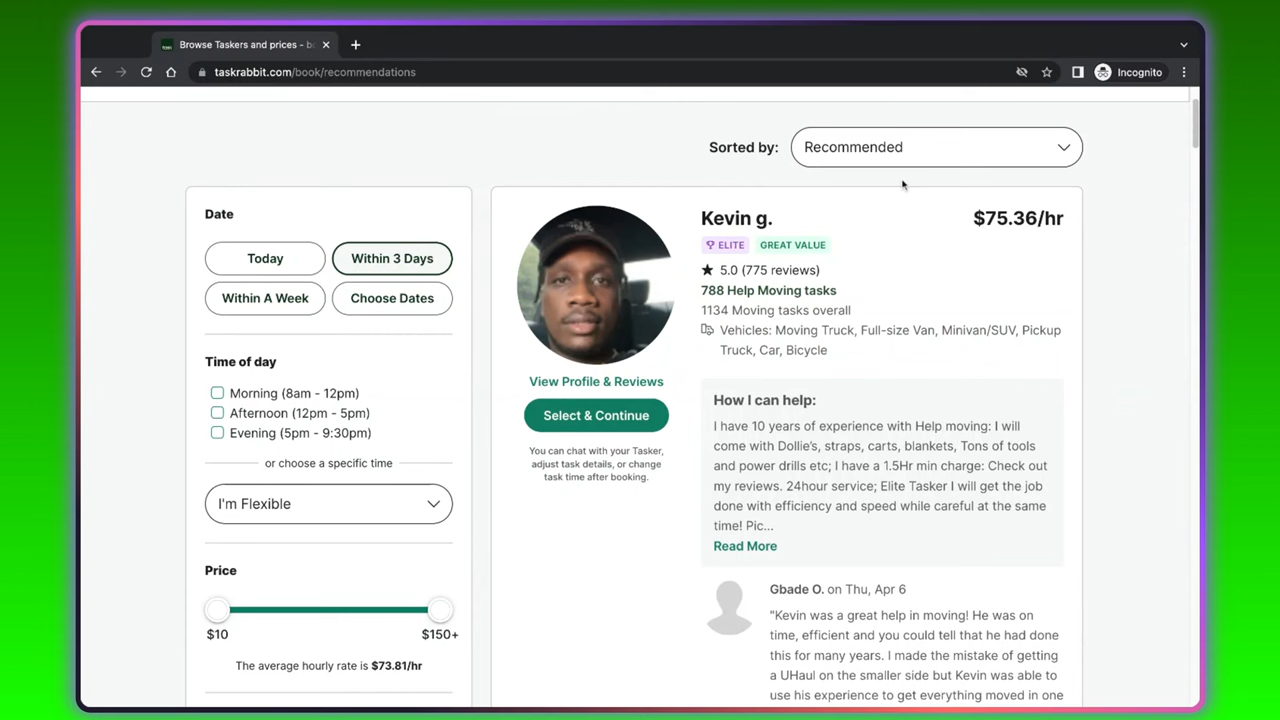 Browse Taskers and prices - b
taskrabbit.com/book/recommendations
Incognito
Sorted by:
Recommended
Date
Today
Within 3 Days
Within A Week
Choose Dates
Time of day
Morning (8am - 12pm)
Afternoon (12pm - 5pm)
Evening (5pm - 9:30pm)
or choose a specific time
I'm Flexible
Price
$10
$150+
The average hourly rate is $73.81/hr
View Profile & Reviews
Select & Continue
You can chat with your Tasker,
adjust task details, or change
task time after booking.
Kevin g.
$75.36/hr
ELITE
GREAT VALUE
5.0 (775 reviews)
788 Help Moving tasks
1134 Moving tasks overall
Vehicles: Moving Truck, Full-size Van, Minivan/SUV, Pickup
Truck, Car, Bicycle
How I can help:
I have 10 years of experience with Help moving: I will
come with Dollie's, straps, carts, blankets, Tons of tools
and power drills etc; I have a 1.5Hr min charge: Check out
my reviews. 24hour service; Elite Tasker I will get the job
done with efficiency and speed while careful at the same
time! Pic...
Read More
Gbade O. on Thu, Apr 6
"Kevin was a great help in moving! He was on
time, efficient and you could tell that he had done
this for many years. I made the mistake of getting
a UHaul on the smaller side but Kevin was able to
use his experience to get everything moved in one